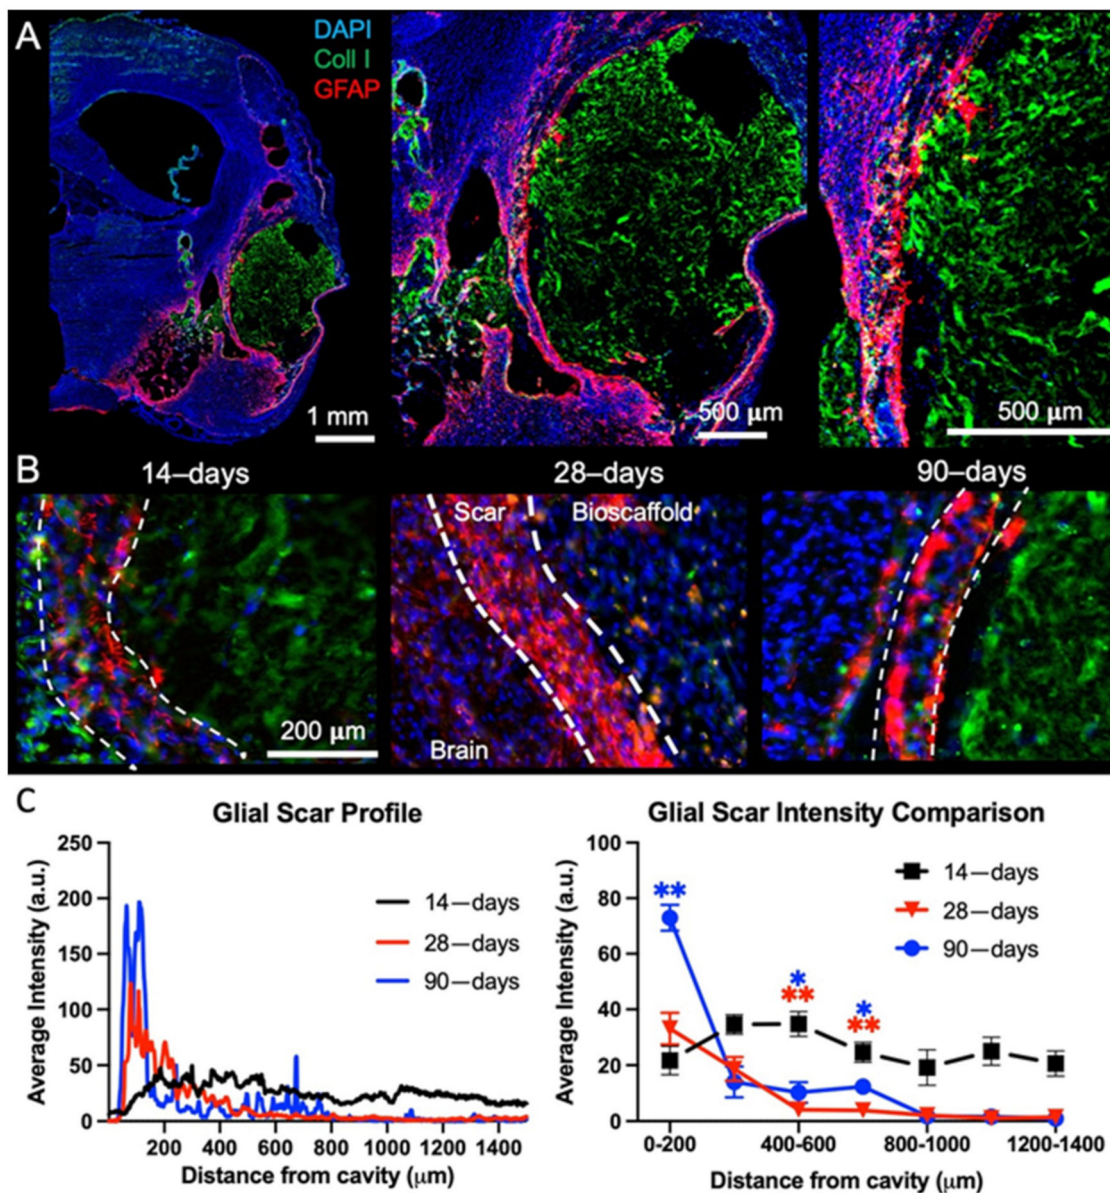 A
DAPI
Coll I
GFAP
1 mm
500 μm
500 μm
B
14–days
28–days
90–days
Scar
Bioscaffold
Brain
200 μm
C
Glial Scar Profile
Average Intensity (a.u.)
250
200
150
100
50
0
200
400
600
800
1000
1200
1400
Distance from cavity (μm)
14—days
28—days
90—days
Glial Scar Intensity Comparison
Average Intensity (a.u.)
100
80
60
40
20
0
0-200
400-600
800-1000
1200-1400
Distance from cavity (μm)
14—days
28—days
90—days
**
*
**
*
**